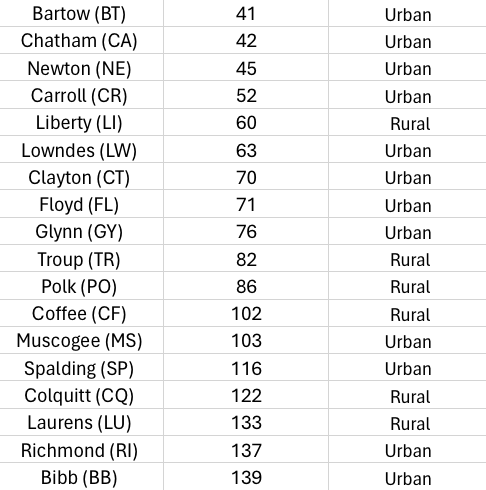 Bartow (BT) 41 Urban
Chatham (CA) 42 Urban
Newton (NE) 45 Urban
Carroll (CR) 52 Urban
Liberty (LI) 60 Rural
Lowndes (LW) 63 Urban
Clayton (CT) 70 Urban
Floyd (FL) 71 Urban
Glynn (GY) 76 Urban
Troup (TR) 82 Rural
Polk (PO) 86 Rural
Coffee (CF) 102 Rural
Muscogee (MS) 103 Urban
Spalding (SP) 116 Urban
Colquitt (CQ) 122 Rural
Laurens (LU) 133 Rural
Richmond (RI) 137 Urban
Bibb (BB) 139 Urban